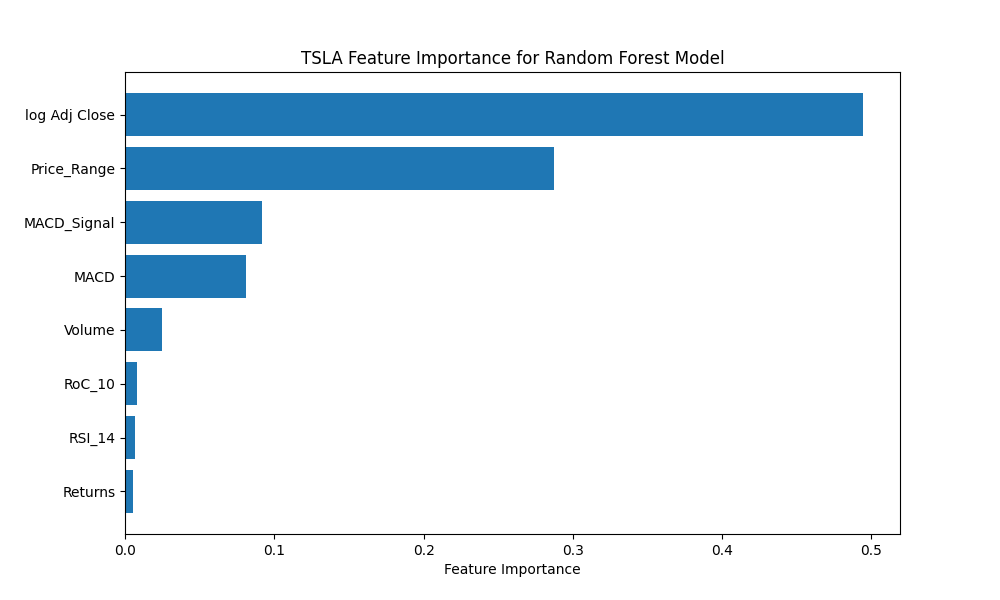 TSLA Feature Importance for Random Forest Model
log Adj Close
Price_Range
MACD_Signal
MACD
Volume
RoC_10
RSI_14
Returns
0.0 0.1 0.2 0.3 0.4 0.5
Feature Importance